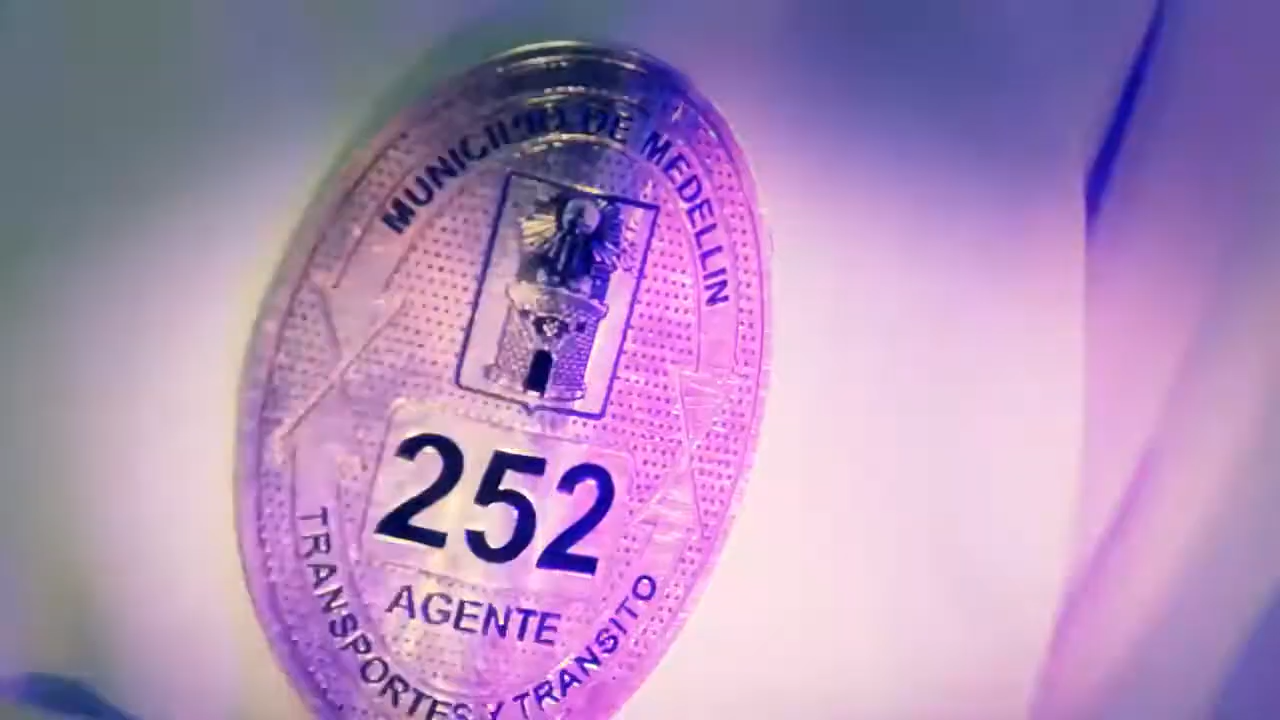 MUNICIPIO DE MEDELLIN
252
AGENTE
TRANSPORTES Y TRANSITO